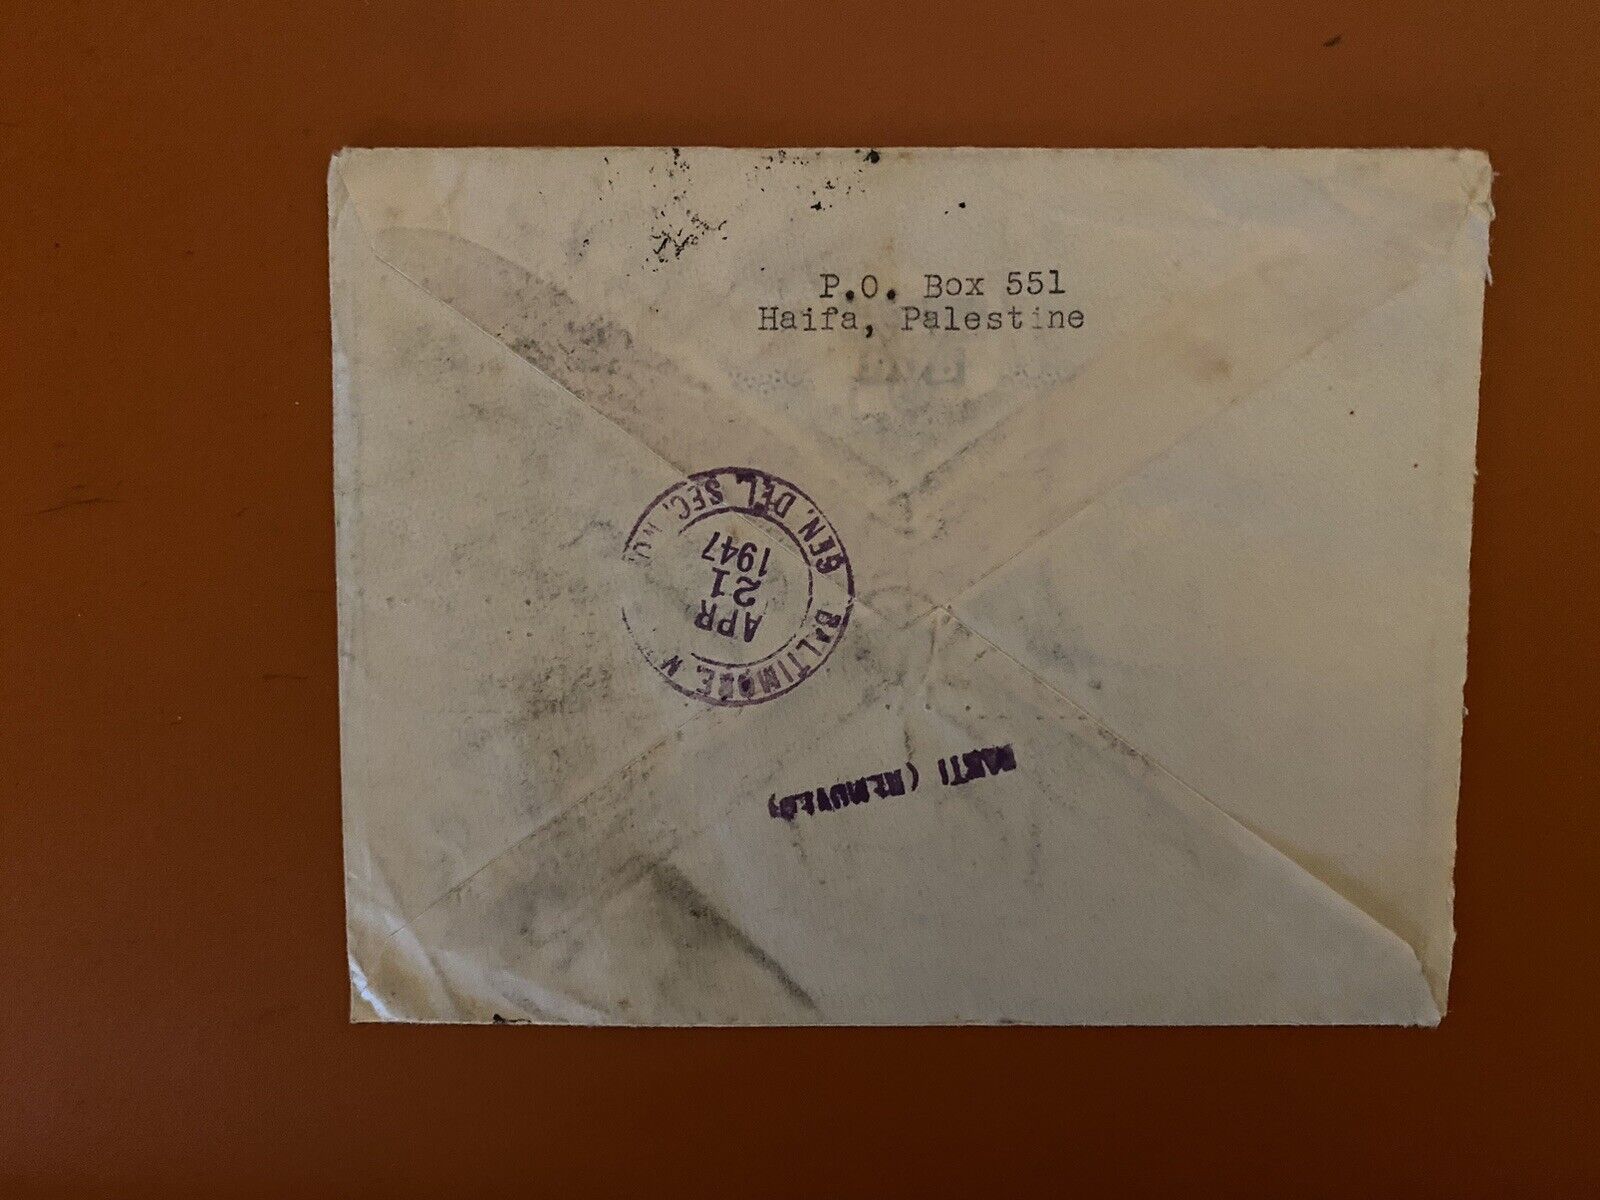 P.O. Box 551
Haifa, Palestine
GEN. DEL. SEC.
APR
21
1947
BALTIMORE,
(REMOVED)